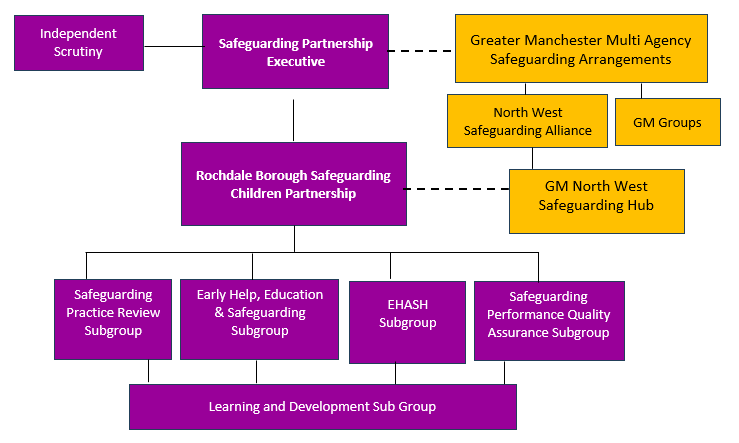 Independent
Scrutiny
Safeguarding Partnership
Executive
Greater Manchester Multi Agency
Safeguarding Arrangements
North West
Safeguarding Alliance
GM Groups
Rochdale Borough Safeguarding
Children Partnership
GM North West
Safeguarding Hub
Safeguarding
Practice Review
Subgroup
Early Help, Education
& Safeguarding
Subgroup
EHASH
Subgroup
Safeguarding
Performance Quality
Assurance Subgroup
Learning and Development Sub Group